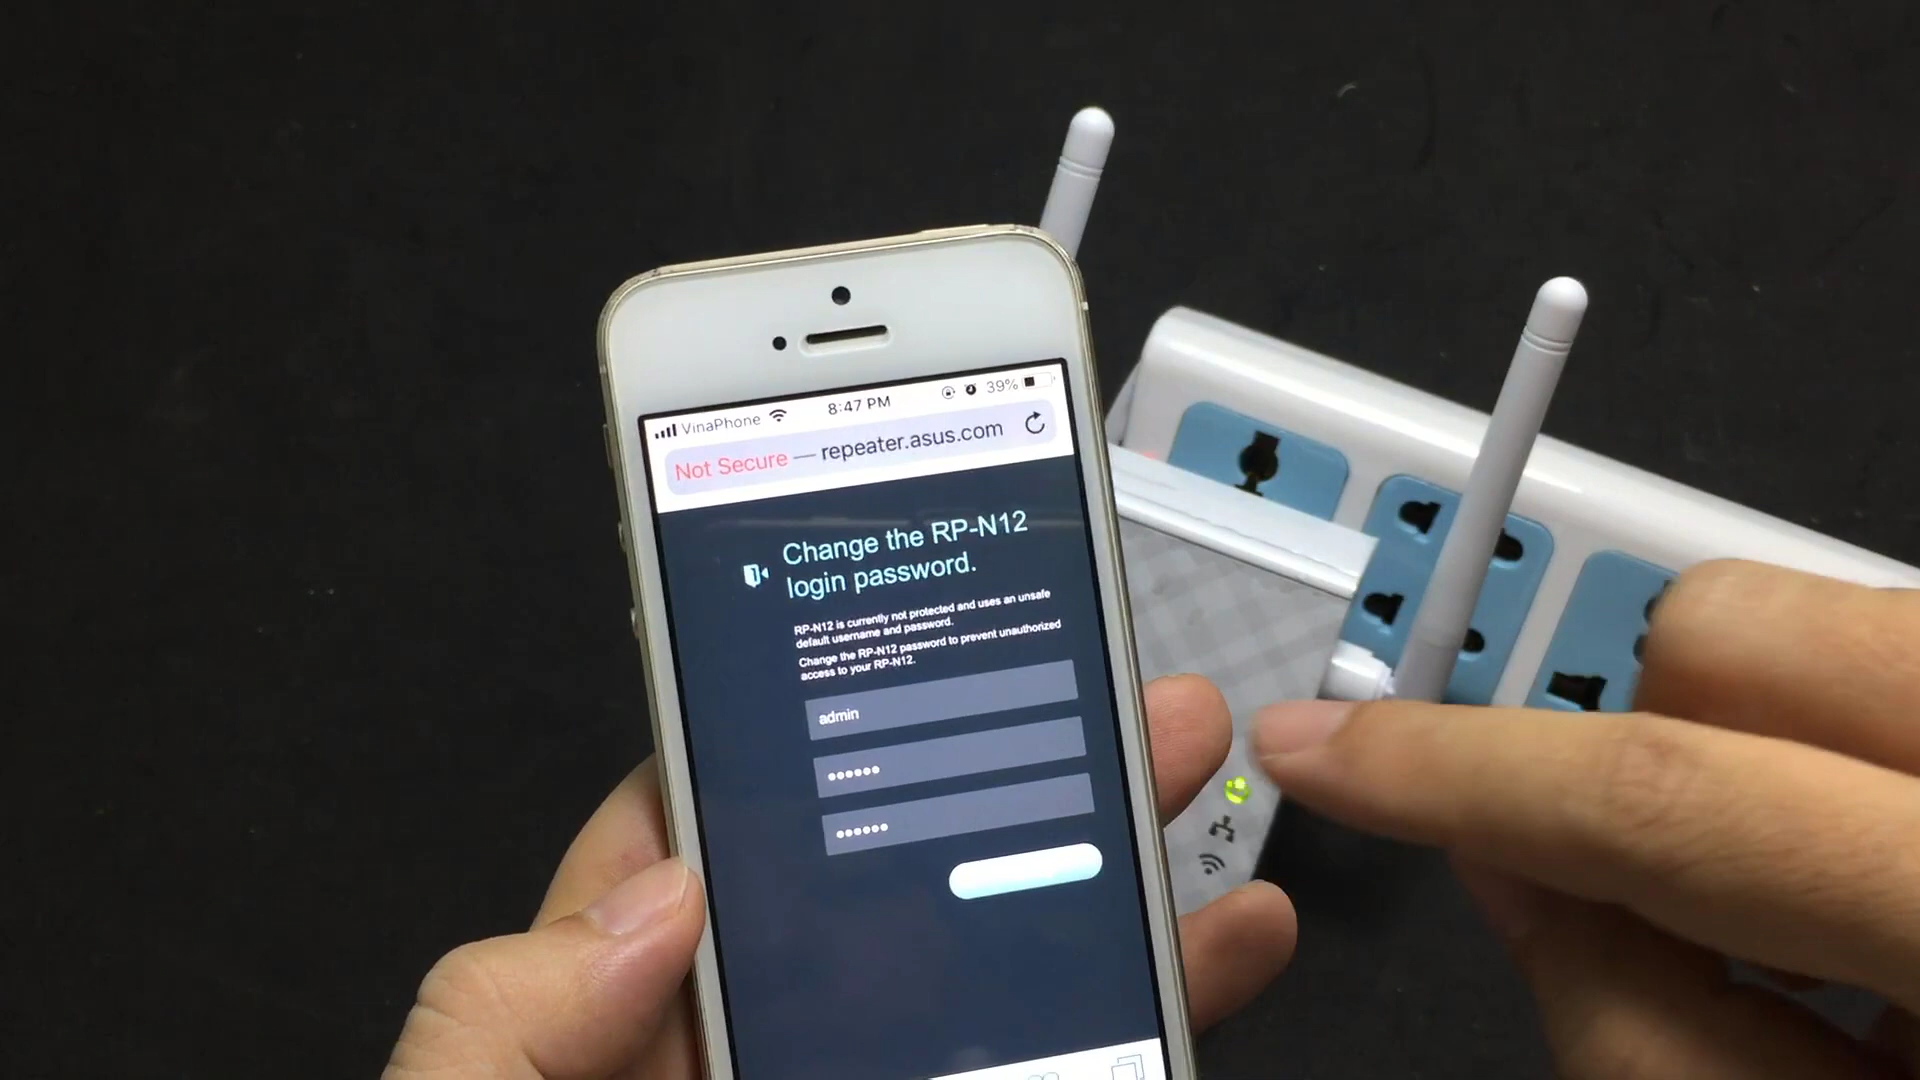 VinaPhone 8:47 PM 39%
Not Secure — repeater.asus.com
Change the RP-N12
login password.
RP-N12 is currently not protected and uses an unsafe
default username and password.
Change the RP-N12 password to prevent unauthorized
access to your RP-N12.
admin
••••••
••••••